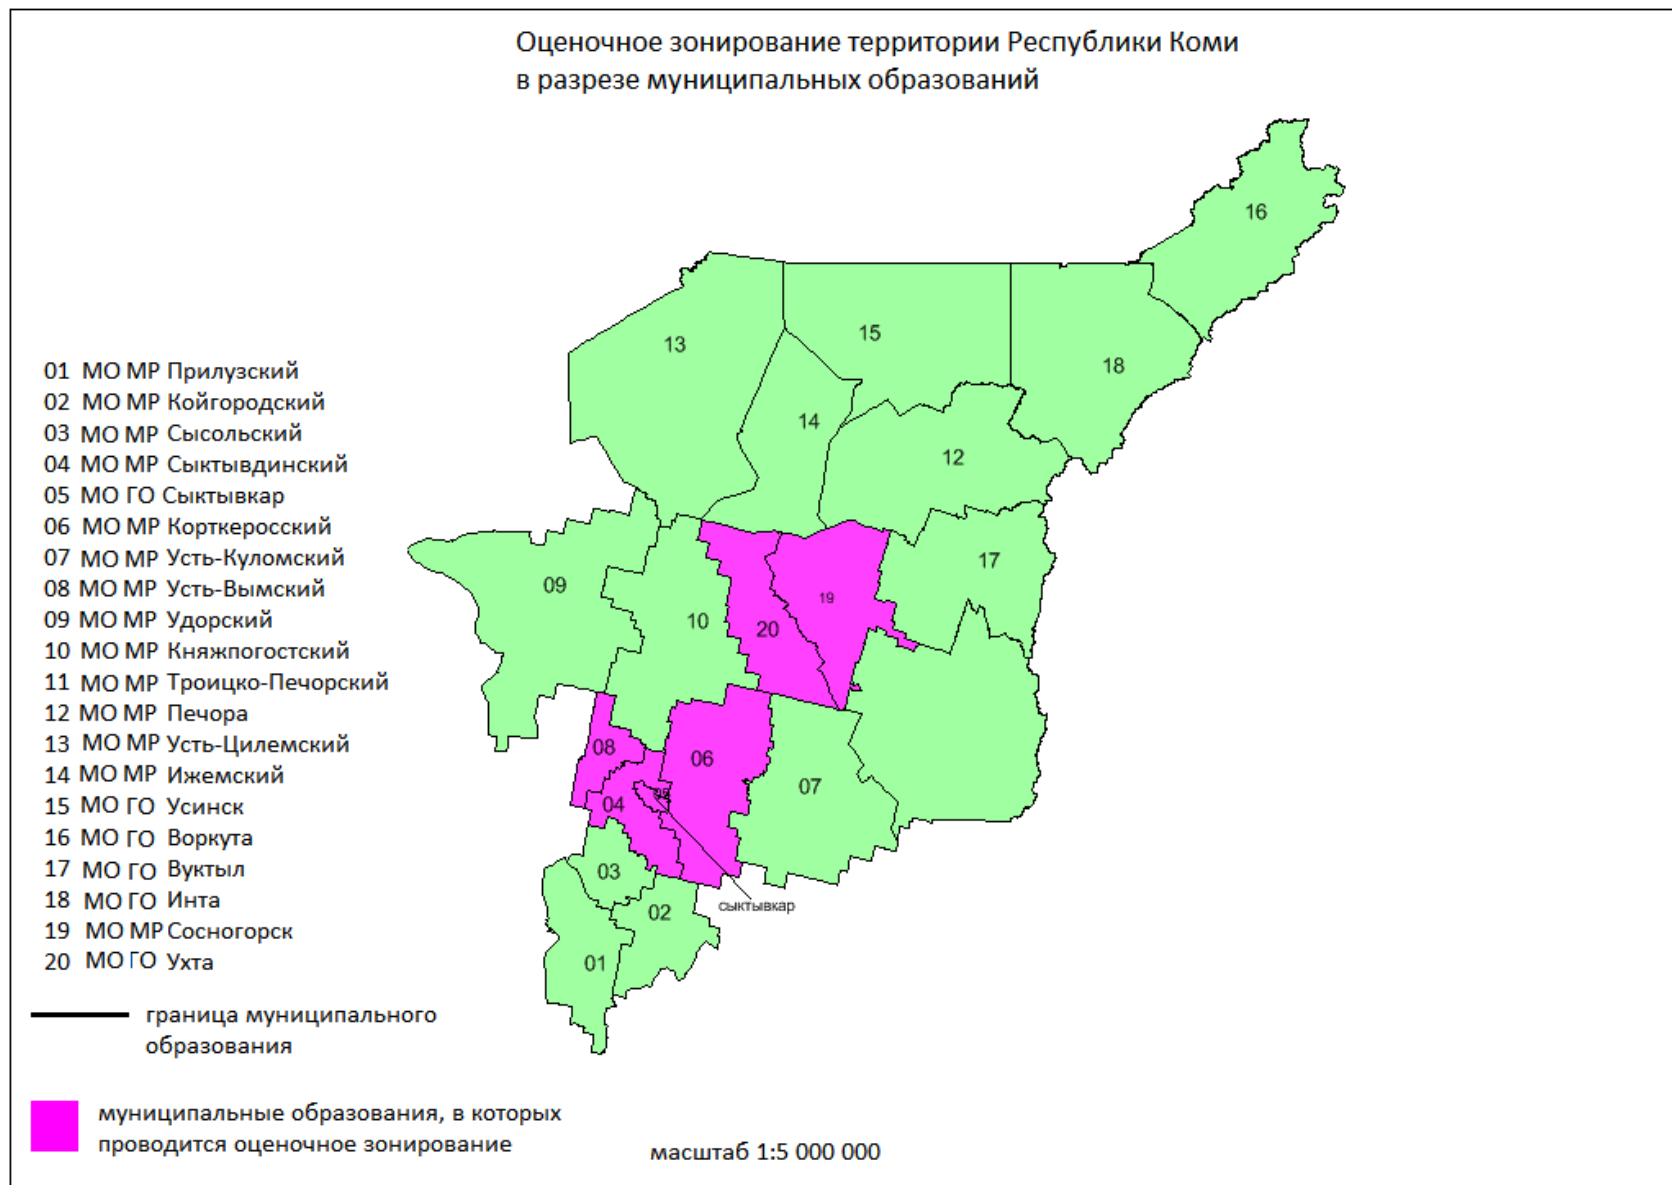 Оценочное зонирование территории Республики Коми
в разрезе муниципальных образований
16
13
15
18
14
12
17
09
10
20
19
08
06
07
04
05
03
02
01
сыктывкар
01 МО МР Прилузский
02 МО МР Койгородский
03 МО МР Сысольский
04 МО МР Сыктывдинский
05 МО ГО Сыктывкар
06 МО МР Корткеросский
07 МО МР Усть-Куломский
08 МО МР Усть-Вымский
09 МО МР Удорский
10 МО МР Княжпогостский
11 МО МР Троицко-Печорский
12 МО МР Печора
13 МО МР Усть-Цилемский
14 МО МР Ижемский
15 МО ГО Усинск
16 МО ГО Воркута
17 МО ГО Вуктыл
18 МО ГО Инта
19 МО МР Сосногорск
20 МО ГО Ухта
граница муниципального
образования
муниципальные образования, в которых
проводится оценочное зонирование
масштаб 1:5 000 000